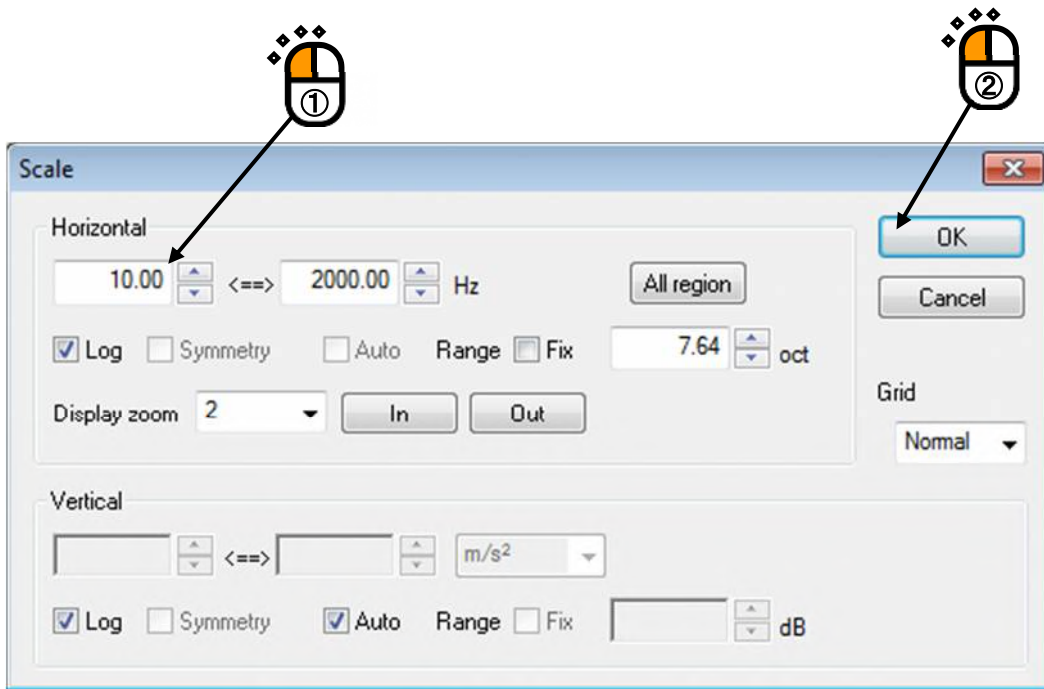 ① ②
Scale
Horizontal
10.00 <==> 2000.00 Hz All region
Log Symmetry Auto Range Fix 7.64 oct
Display zoom 2 In Out
OK
Cancel
Grid
Normal
Vertical
<==> m/s²
Log Symmetry Auto Range Fix dB